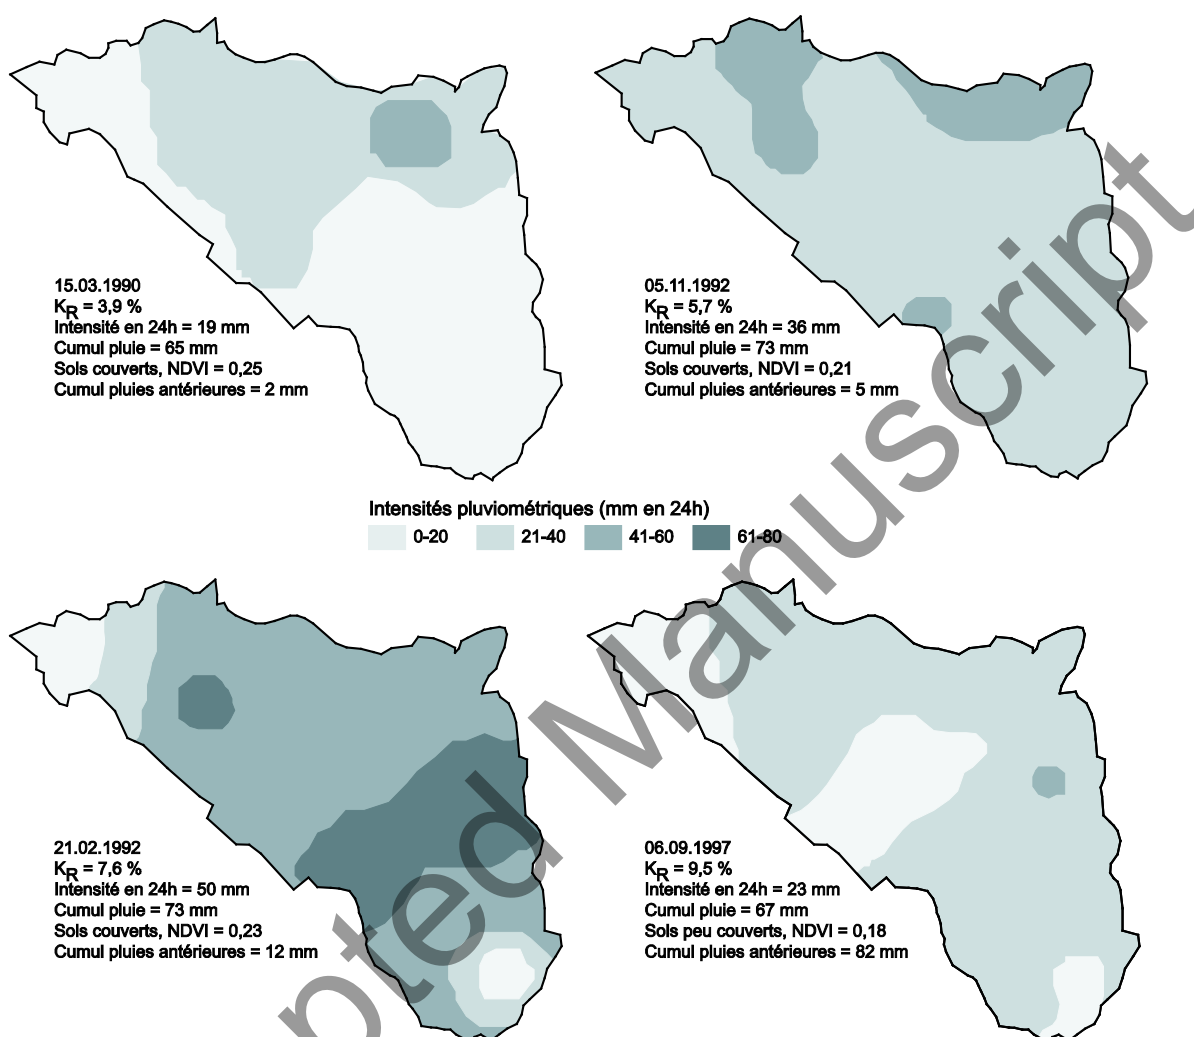 15.03.1990
KR = 3,9 %
Intensité en 24h = 19 mm
Cumul pluie = 65 mm
Sols couverts, NDVI = 0,25
Cumul pluies antérieures = 2 mm
05.11.1992
KR = 5,7 %
Intensité en 24h = 36 mm
Cumul pluie = 73 mm
Sols couverts, NDVI = 0,21
Cumul pluies antérieures = 5 mm
Intensités pluviométriques (mm en 24h)
0-20 21-40 41-60 61-80
21.02.1992
KR = 7,6 %
Intensité en 24h = 50 mm
Cumul pluie = 73 mm
Sols couverts, NDVI = 0,23
Cumul pluies antérieures = 12 mm
06.09.1997
KR = 9,5 %
Intensité en 24h = 23 mm
Cumul pluie = 67 mm
Sols peu couverts, NDVI = 0,18
Cumul pluies antérieures = 82 mm
pted Manuscript